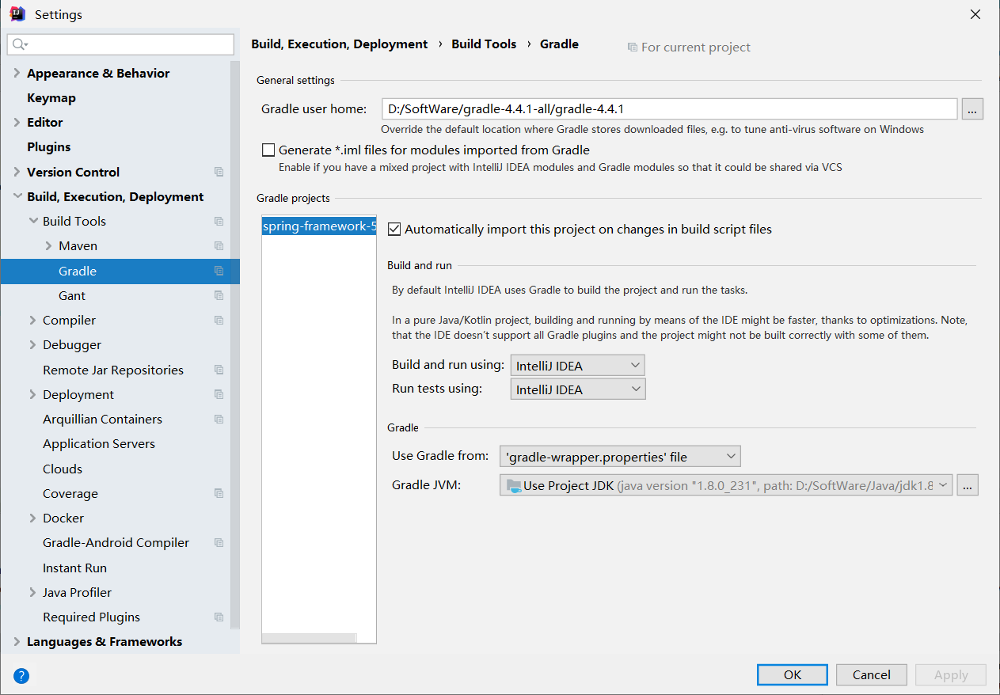 Settings
Build, Execution, Deployment › Build Tools › Gradle For current project
Appearance & Behavior
Keymap
Editor
Plugins
Version Control
Build, Execution, Deployment
Build Tools
Maven
Gradle
Gant
Compiler
Debugger
Remote Jar Repositories
Deployment
Arquillian Containers
Application Servers
Clouds
Coverage
Docker
Gradle-Android Compiler
Instant Run
Java Profiler
Required Plugins
Languages & Frameworks
General settings
Gradle user home: D:/SoftWare/gradle-4.4.1-all/gradle-4.4.1 ...
Override the default location where Gradle stores downloaded files, e.g. to tune anti-virus software on Windows
Generate *.iml files for modules imported from Gradle
Enable if you have a mixed project with IntelliJ IDEA modules and Gradle modules so that it could be shared via VCS
Gradle projects
spring-framework-5
Automatically import this project on changes in build script files
Build and run
By default IntelliJ IDEA uses Gradle to build the project and run the tasks.
In a pure Java/Kotlin project, building and running by means of the IDE might be faster, thanks to optimizations. Note,
that the IDE doesn't support all Gradle plugins and the project might not be built correctly with some of them.
Build and run using: IntelliJ IDEA
Run tests using: IntelliJ IDEA
Gradle
Use Gradle from: 'gradle-wrapper.properties' file
Gradle JVM: Use Project JDK (java version "1.8.0_231", path: D:/SoftWare/Java/jdk1.8 ...
?
OK Cancel Apply